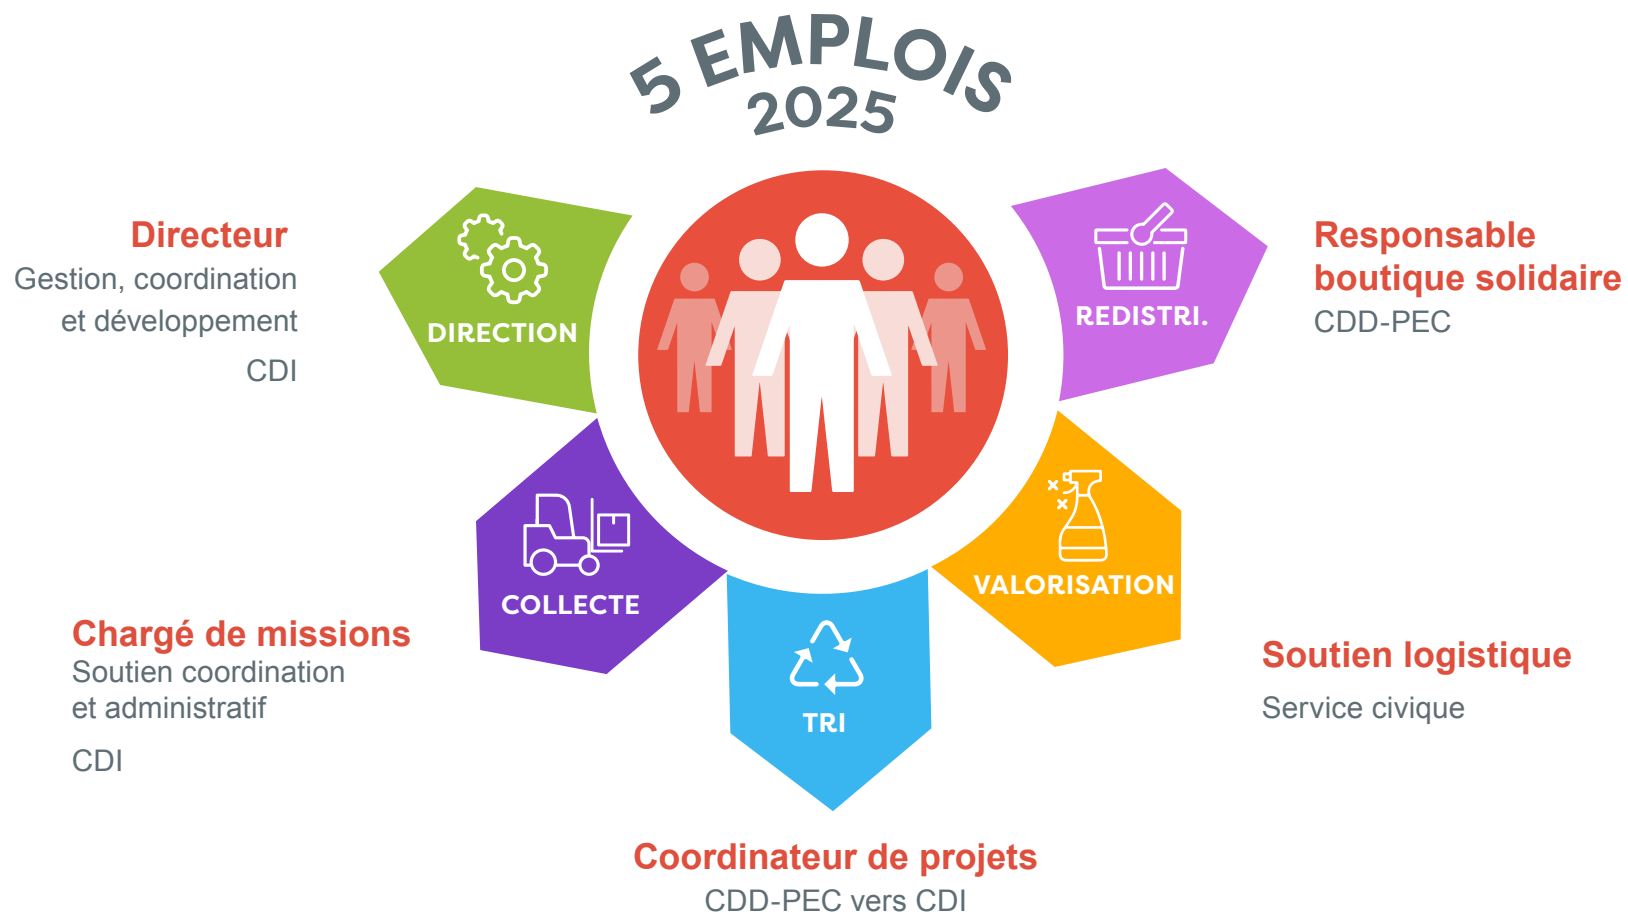 5 EMPLOIS
2025
Directeur
Gestion, coordination
et développement
CDI
DIRECTION
REDISTRI.
Responsable
boutique solidaire
CDD-PEC
COLLECTE
VALORISATION
Chargé de missions
Soutien coordination
et administratif
CDI
TRI
Soutien logistique
Service civique
Coordinateur de projets
CDD-PEC vers CDI